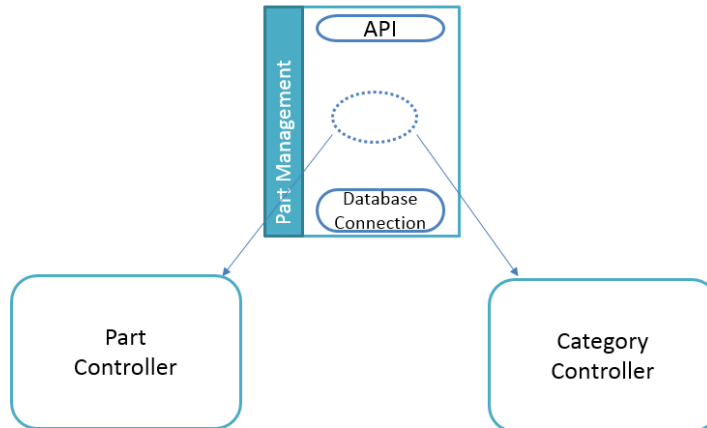 API
Part Management
Database
Connection
Part
Controller
Category
Controller